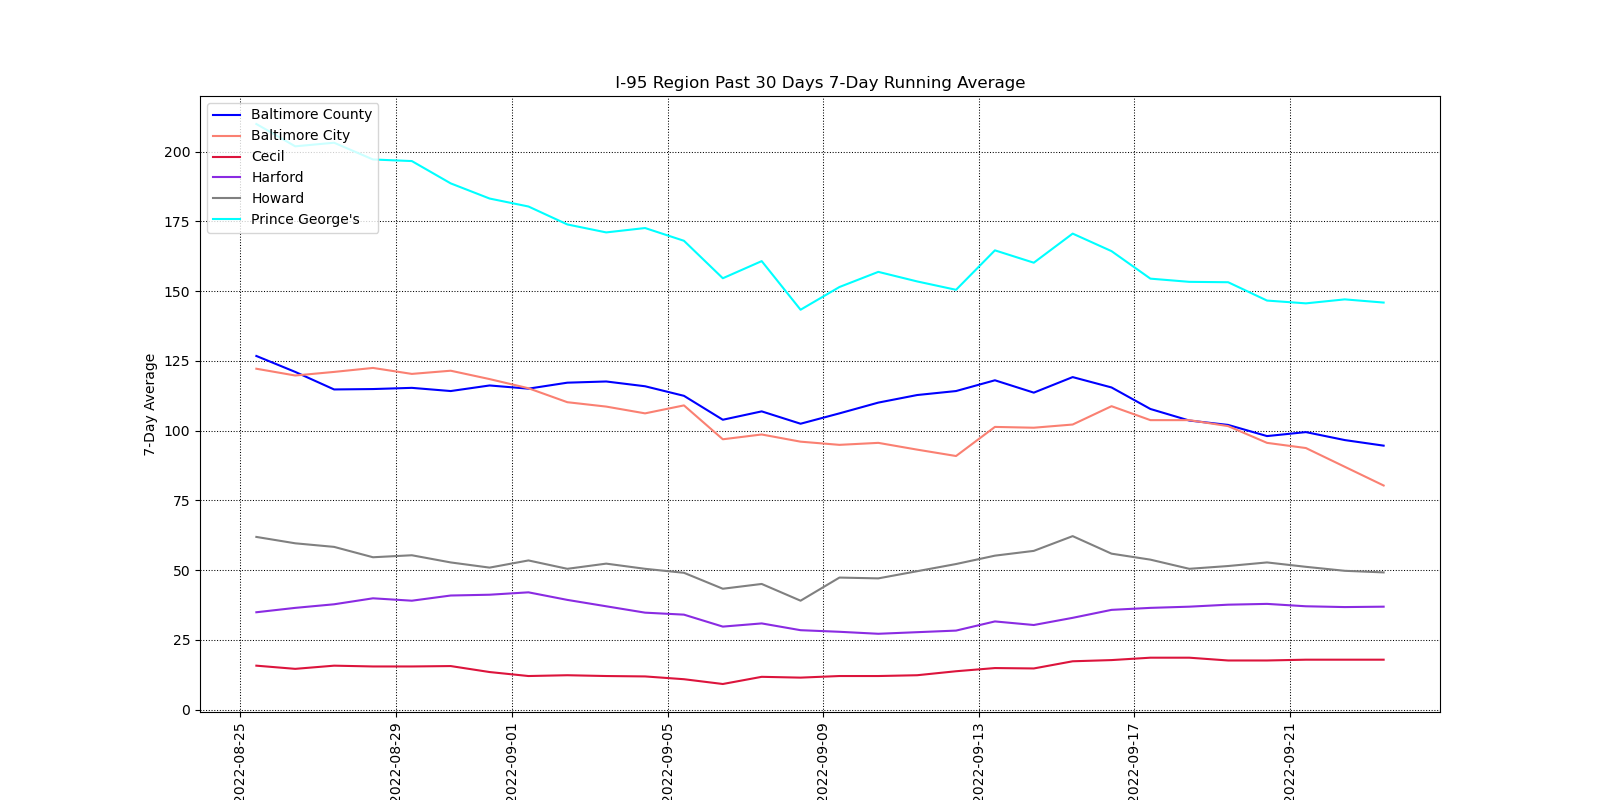 I-95 Region Past 30 Days 7-Day Running Average
Baltimore County
Baltimore City
Cecil
Harford
Howard
Prince George's
7-Day Average
200
175
150
125
100
75
50
25
0
2022-08-25
2022-08-29
2022-09-01
2022-09-05
2022-09-09
2022-09-13
2022-09-17
2022-09-21